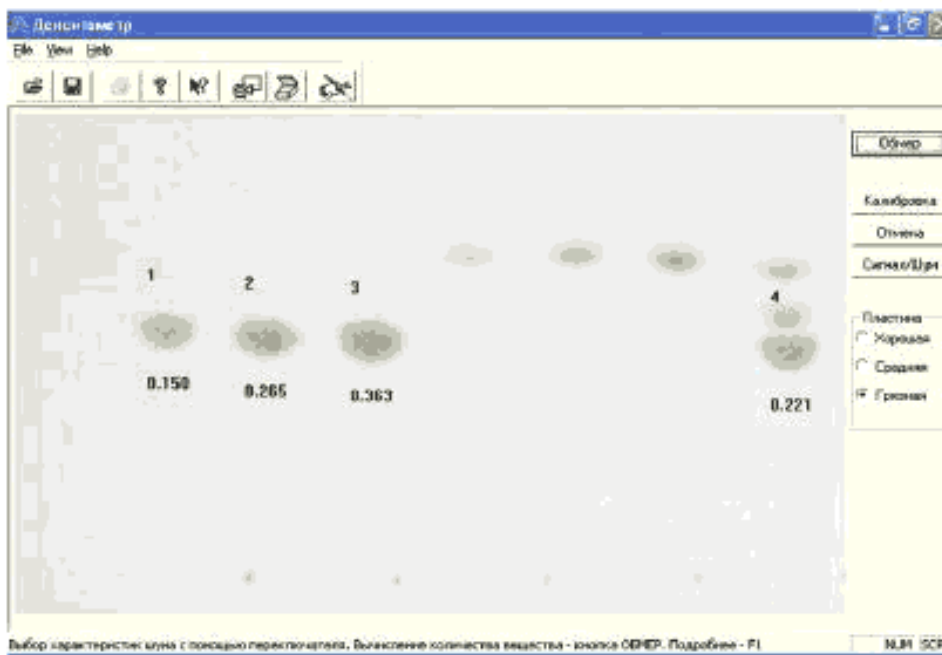 Денситометр
File View Help
Обмер
Калибровка
Отмена
Сигнал/Шум
1
2
3
4
Пластина
Хорошая
Средняя
Грязная
0.150
0.265
0.363
0.221
Выбор характеристик шума с помощью переключателя. Вычисление количества вещества - кнопка ОБМЕР. Подробнее - F1
NUM SCR